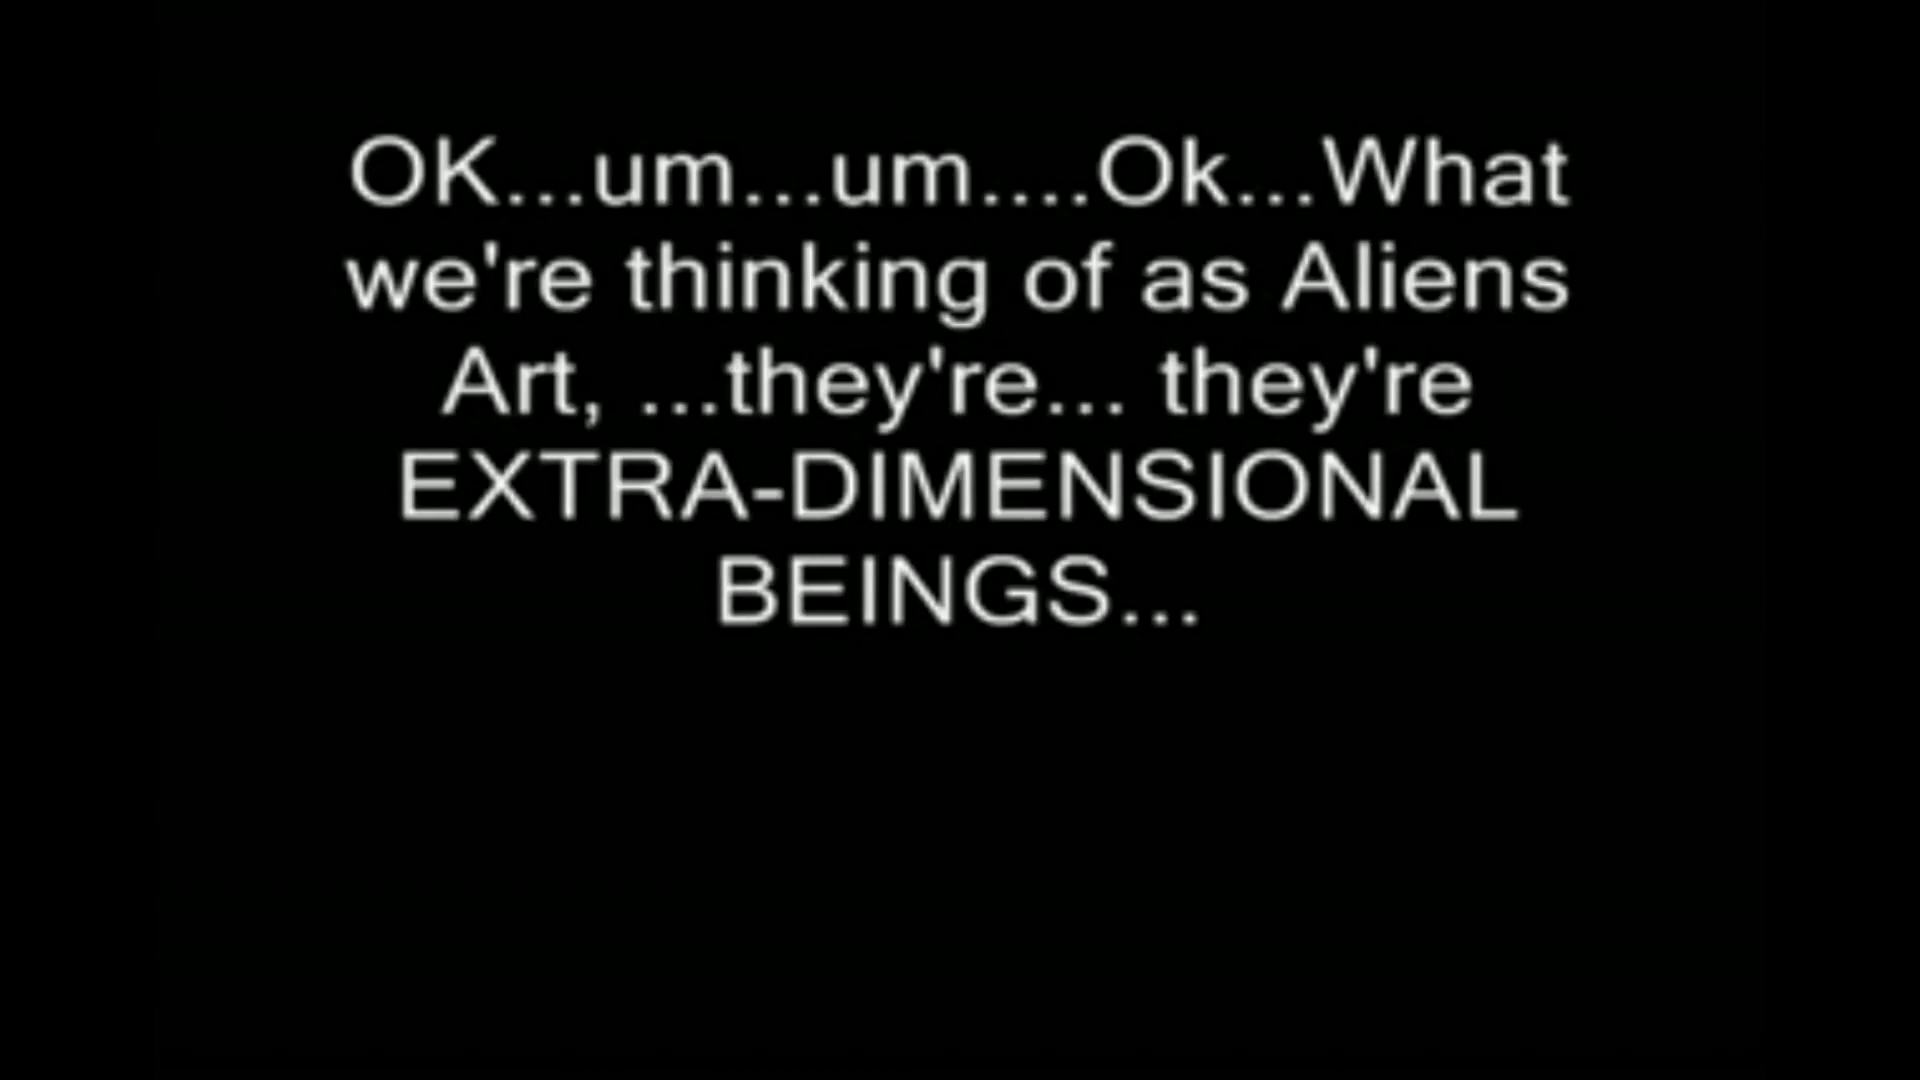 OK...um...um....Ok...What
we're thinking of as Aliens
Art, ...they're... they're
EXTRA-DIMENSIONAL
BEINGS...